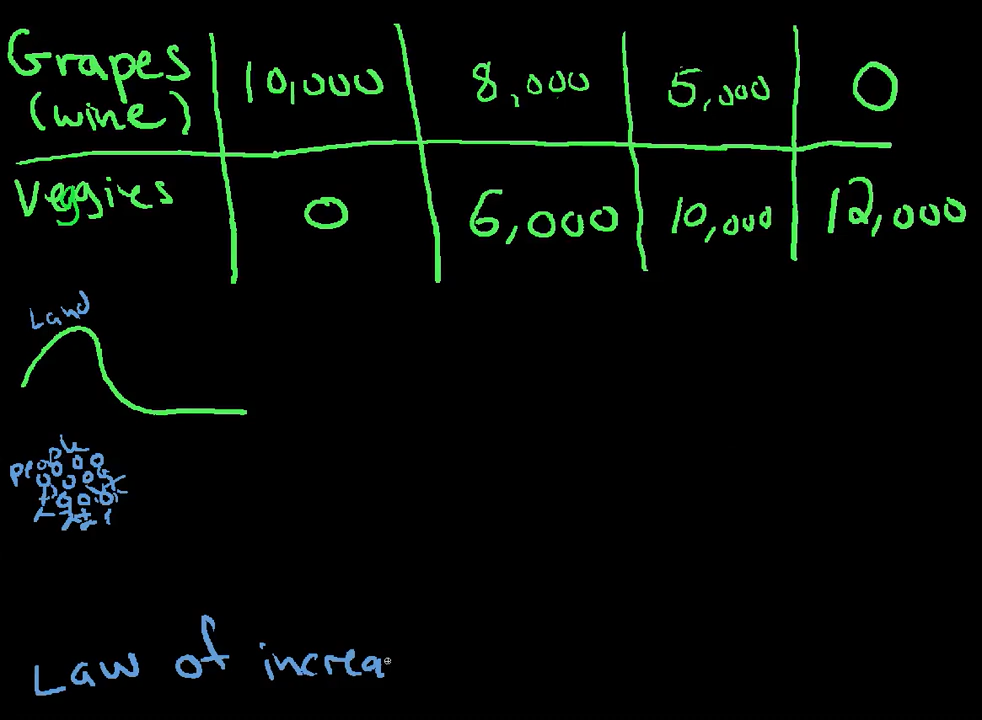 Grapes 10,000 8,000 5,000 0
(wine)
Veggies 0 6,000 10,000 12,000
Land
people
Law of increa